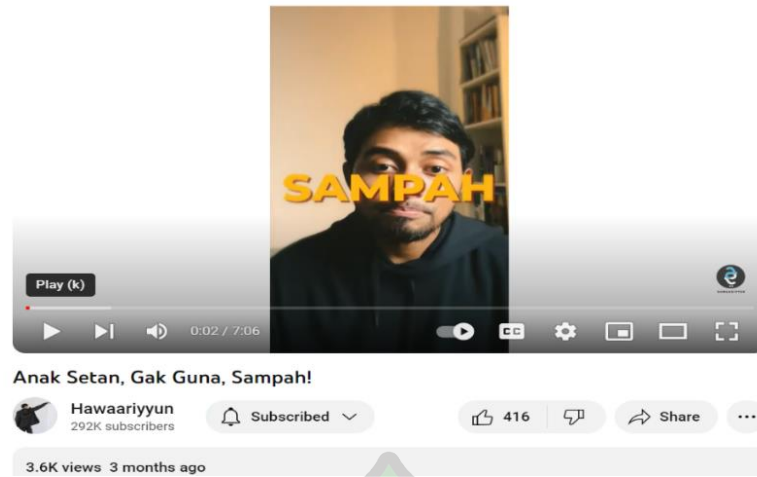 SAMPAH
Play (k)
0:02 / 7:06
CC
Anak Setan, Gak Guna, Sampah!
Hawaariyyun
292K subscribers
Subscribed
416
Share
3.6K views 3 months ago